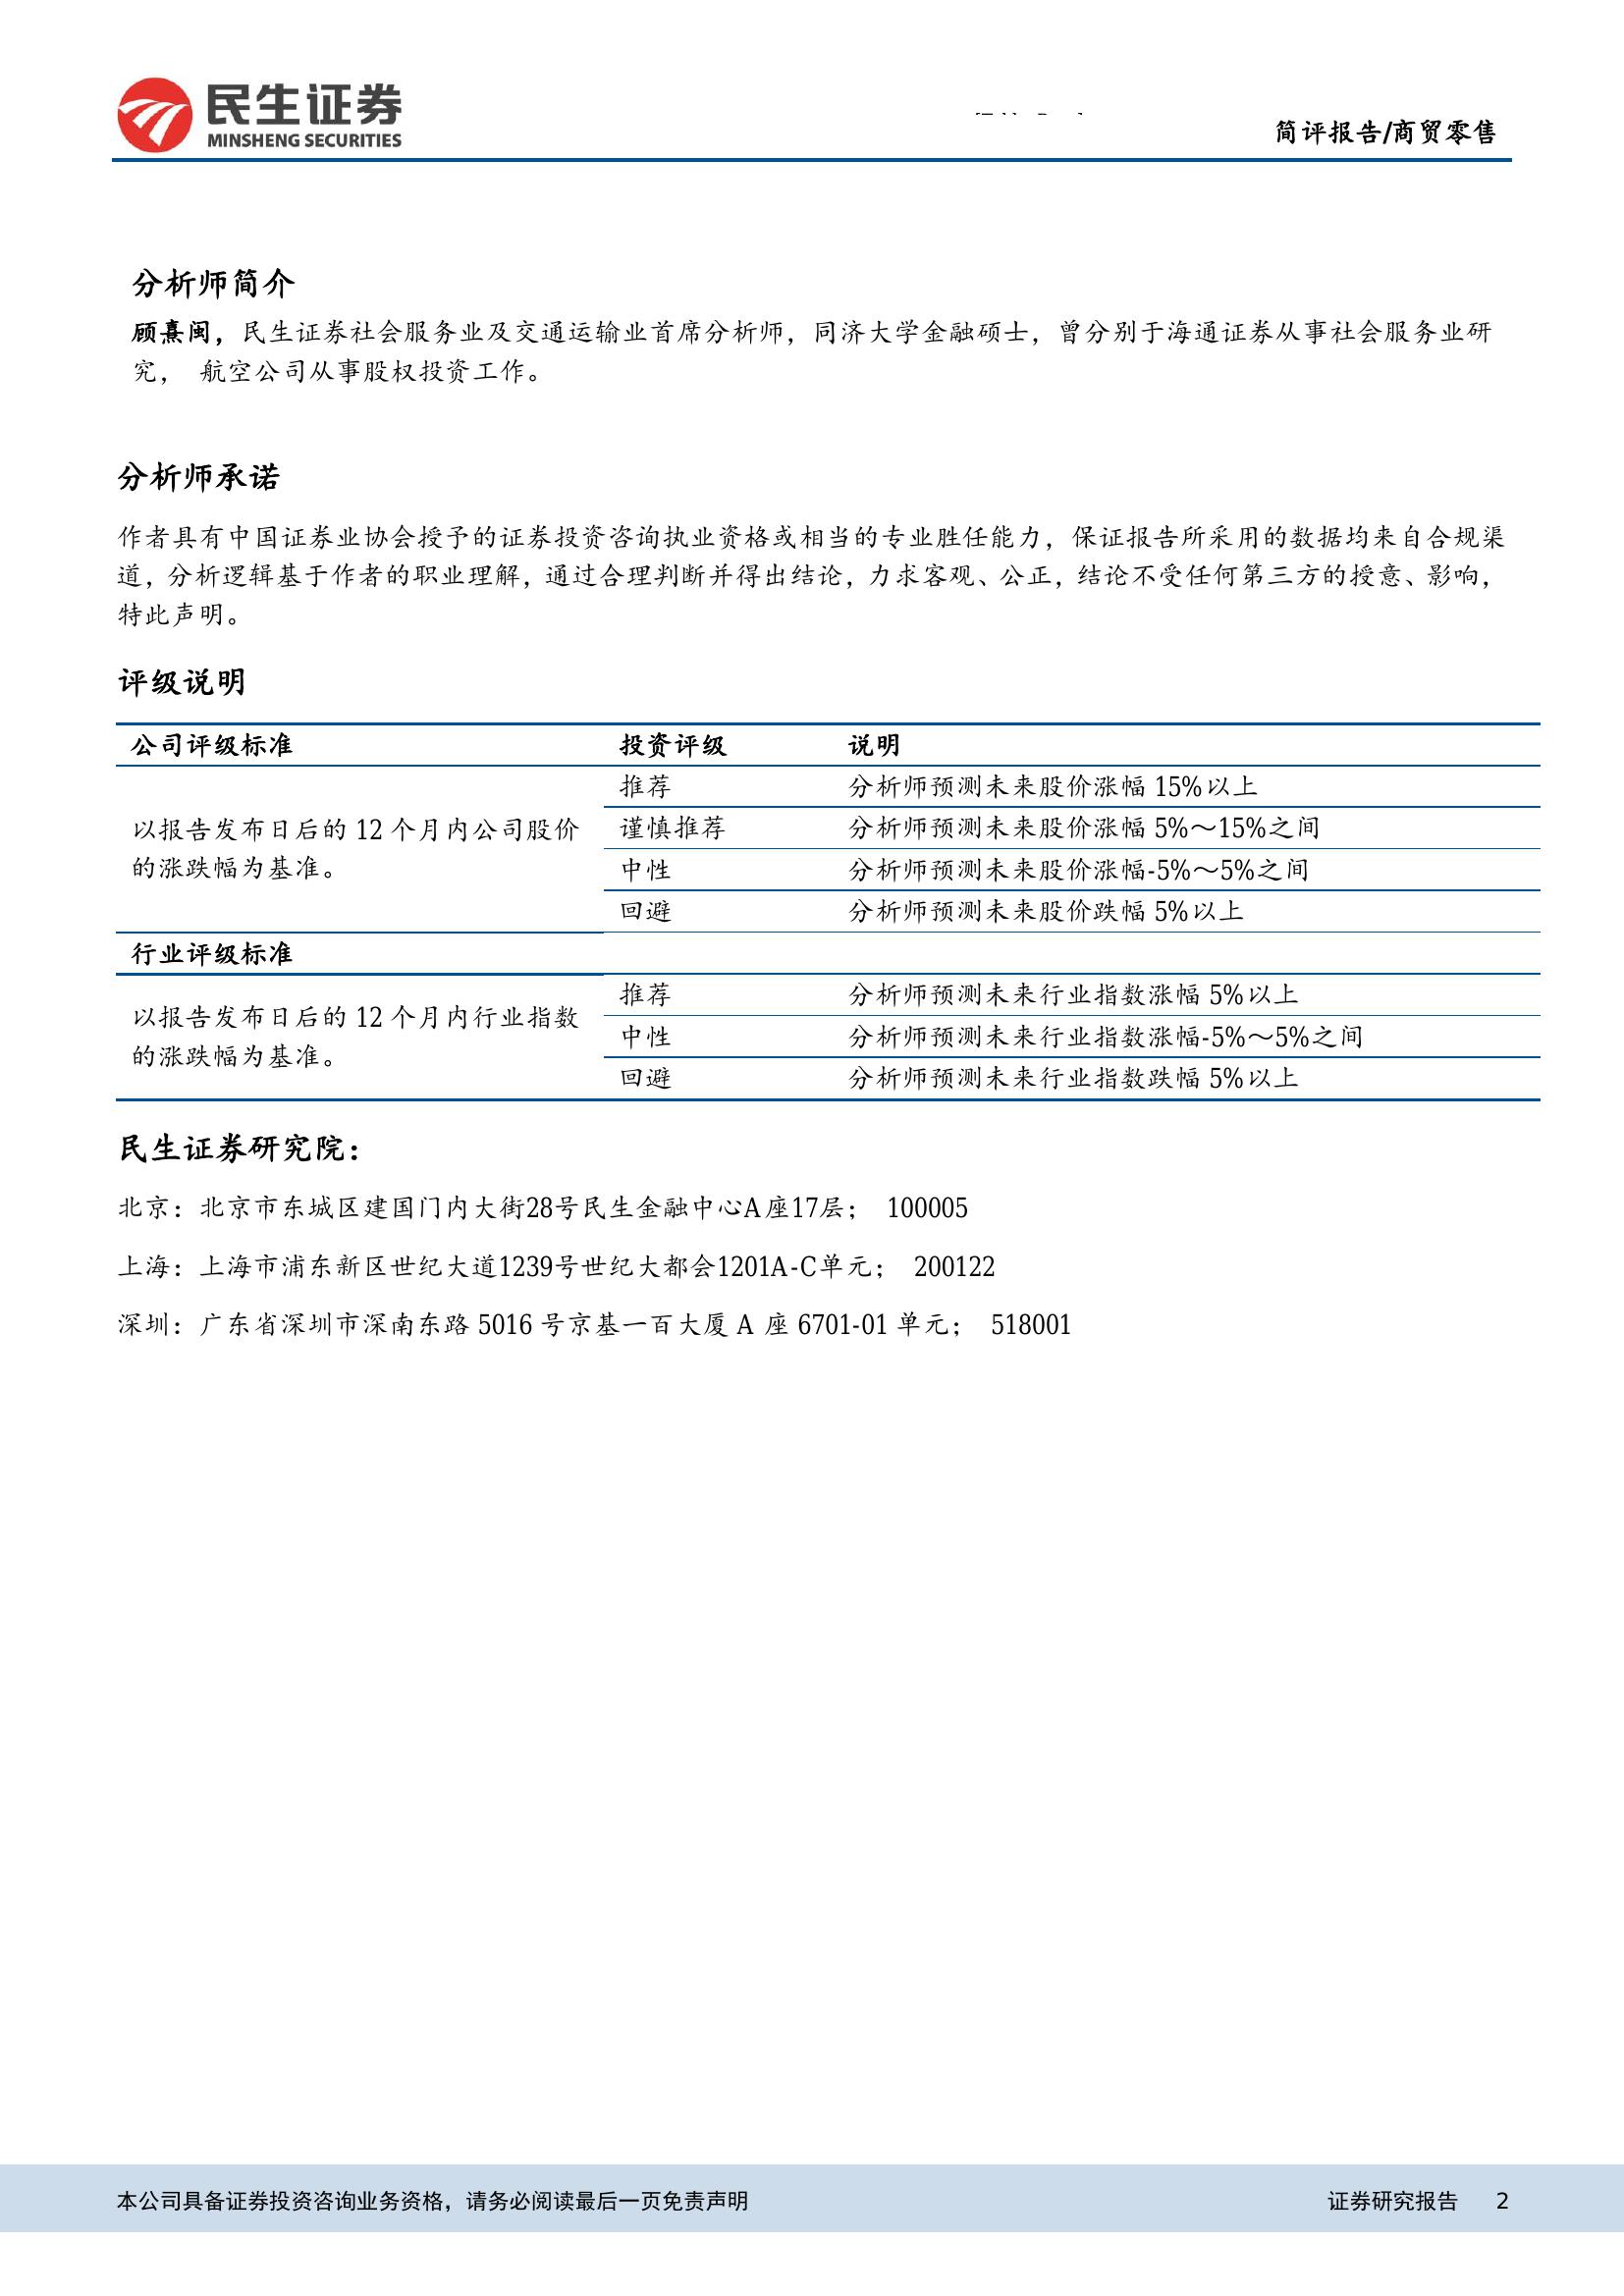 民生证券
MINSHENG SECURITIES
简评报告/商贸零售
分析师简介
顾熹闽，民生证券社会服务业及交通运输业首席分析师，同济大学金融硕士，曾分别于海通证券从事社会服务业研
究， 航空公司从事股权投资工作。
分析师承诺
作者具有中国证券业协会授予的证券投资咨询执业资格或相当的专业胜任能力，保证报告所采用的数据均来自合规渠
道，分析逻辑基于作者的职业理解，通过合理判断并得出结论，力求客观、公正，结论不受任何第三方的授意、影响，
特此声明。
评级说明
公司评级标准 投资评级 说明
以报告发布日后的 12 个月内公司股价
的涨跌幅为基准。
推荐 分析师预测未来股价涨幅 15%以上
谨慎推荐 分析师预测未来股价涨幅 5%～15%之间
中性 分析师预测未来股价涨幅-5%～5%之间
回避 分析师预测未来股价跌幅 5%以上
行业评级标准
以报告发布日后的 12 个月内行业指数
的涨跌幅为基准。
推荐 分析师预测未来行业指数涨幅 5%以上
中性 分析师预测未来行业指数涨幅-5%～5%之间
回避 分析师预测未来行业指数跌幅 5%以上
民生证券研究院：
北京：北京市东城区建国门内大街28号民生金融中心A座17层； 100005
上海：上海市浦东新区世纪大道1239号世纪大都会1201A-C单元； 200122
深圳：广东省深圳市深南东路 5016 号京基一百大厦 A 座 6701-01 单元； 518001
本公司具备证券投资咨询业务资格，请务必阅读最后一页免责声明 证券研究报告 2